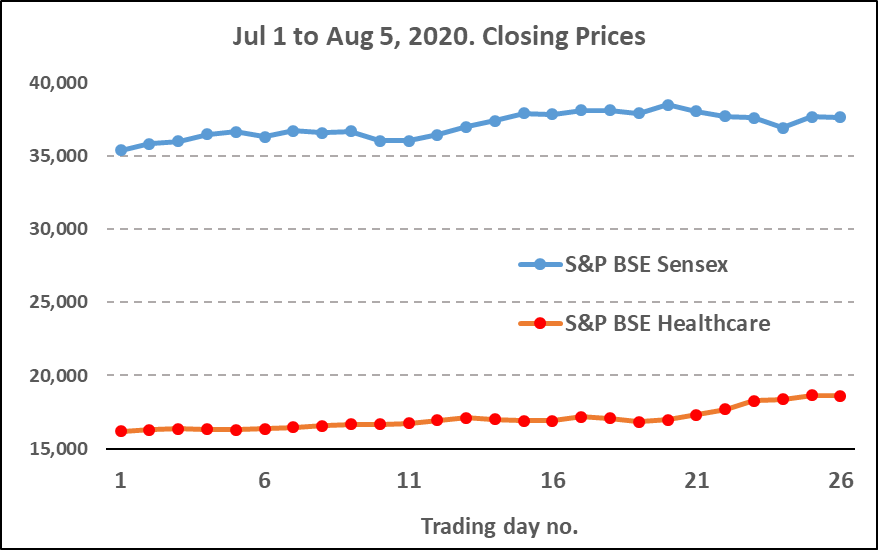 Jul 1 to Aug 5, 2020. Closing Prices
40,000
35,000
30,000
25,000
20,000
15,000
S&P BSE Sensex
S&P BSE Healthcare
1 6 11 16 21 26
Trading day no.